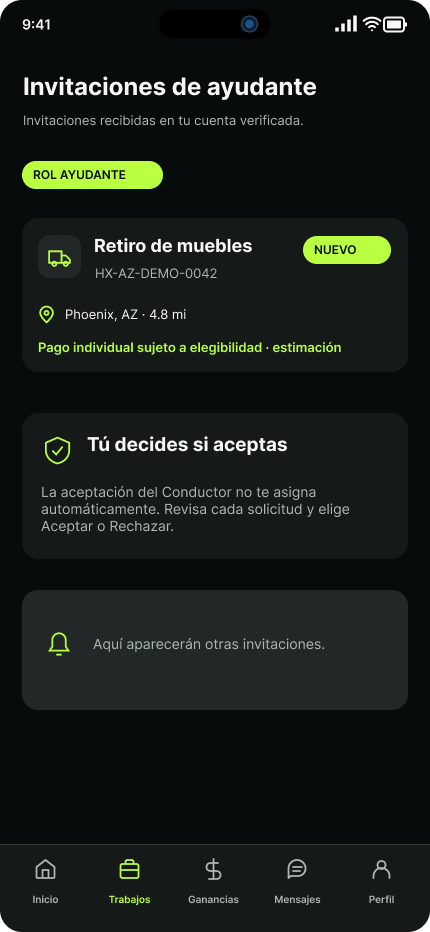 9:41
Invitaciones de ayudante
Invitaciones recibidas en tu cuenta verificada.
ROL AYUDANTE
Retiro de muebles
NUEVO
HX-AZ-DEMO-0042
Phoenix, AZ · 4.8 mi
Pago individual sujeto a elegibilidad · estimación
Tú decides si aceptas
La aceptación del Conductor no te asigna
automáticamente. Revisa cada solicitud y elige
Aceptar o Rechazar.
Aquí aparecerán otras invitaciones.
Inicio
Trabajos
Ganancias
Mensajes
Perfil